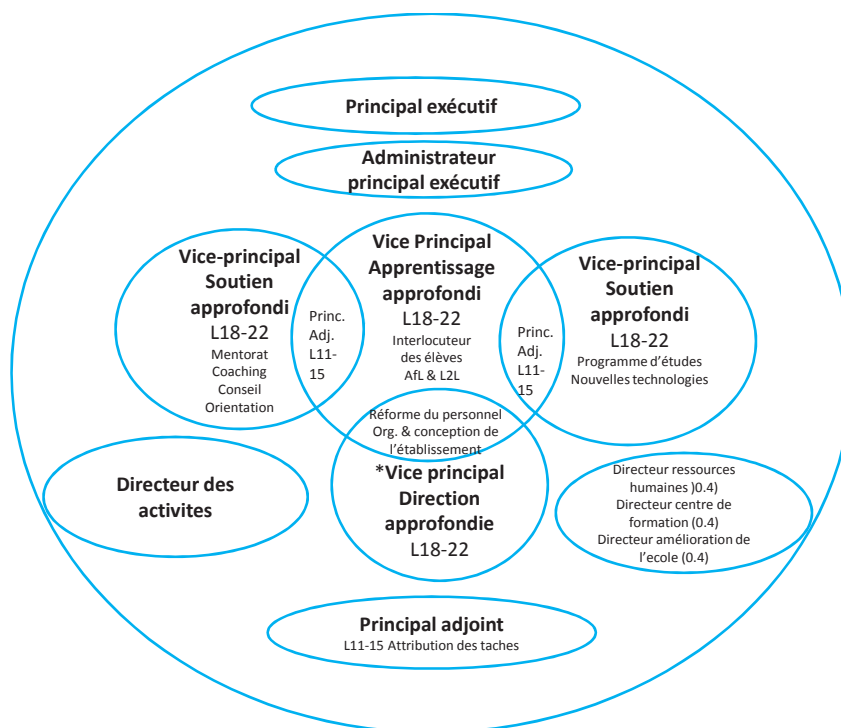 Principal exécutif
Administrateur
principal exécutif
Vice-principal
Soutien
approfondi
L18-22
Mentorat
Coaching
Conseil
Orientation
Princ.
Adj.
L11-
15
Vice Principal
Apprentissage
approfondi
L18-22
Interlocuteur
des élèves
AfL & L2L
Princ.
Adj.
L11-
15
Vice-principal
Soutien
approfondi
L18-22
Programme d'études
Nouvelles technologies
Réforme du personnel
Org. & conception de
l'établissement
*Vice principal
Direction
approfondie
L18-22
Directeur des
activites
Directeur ressources
humaines )0.4)
Directeur centre de
formation (0.4)
Directeur amélioration de
l'ecole (0.4)
Principal adjoint
L11-15 Attribution des taches